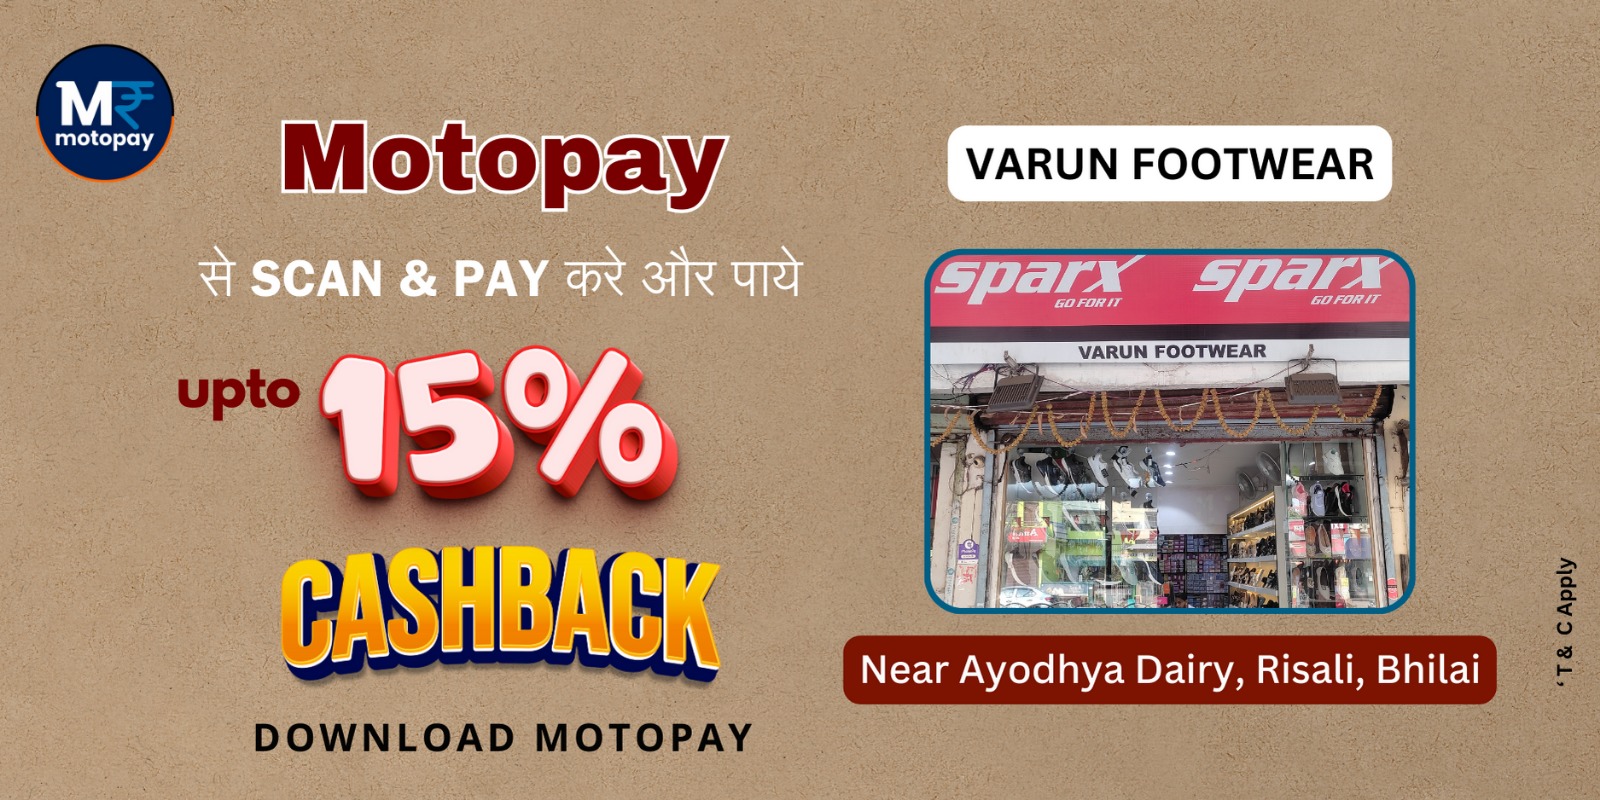 M₹
motopay
Motopay
से SCAN & PAY करे और पाये
upto 15%
CASHBACK
DOWNLOAD MOTOPAY
VARUN FOOTWEAR
sparx sparx
GO FOR IT GO FOR IT
VARUN FOOTWEAR
Near Ayodhya Dairy, Risali, Bhilai
‘ T & C Apply